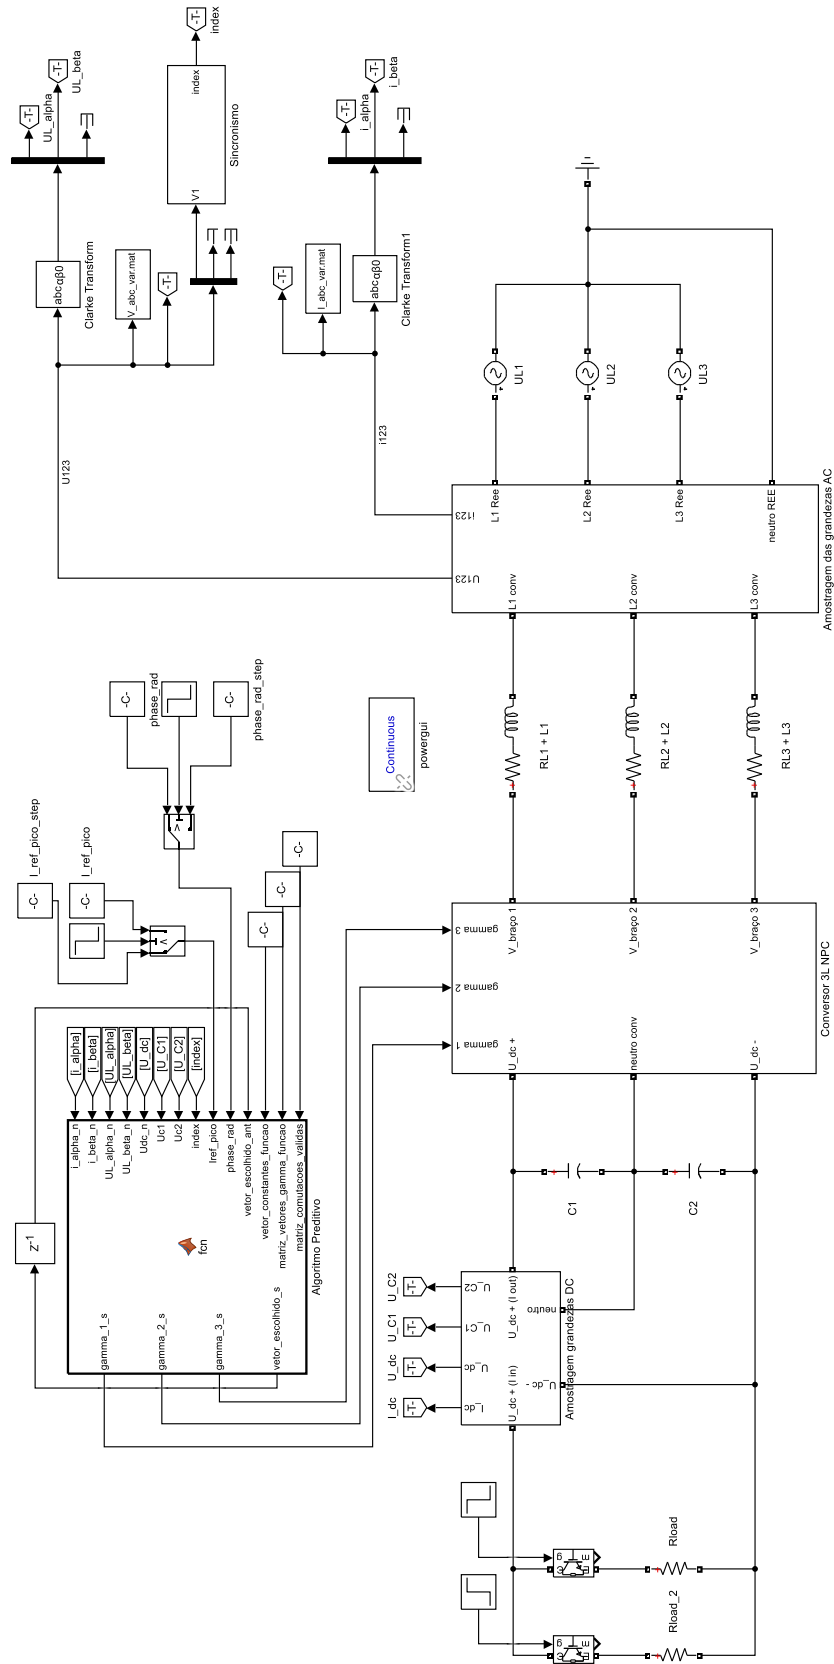 -T-
index
-T-
UL_beta
-T-
UL_alpha
index
Sincronismo
V1
-T-
i_beta
-T-
i_alpha
abcαβ0
Clarke Transform
V_abc_var.mat
-T-
-T-
I_abc_var.mat
abcαβ0
Clarke Transform1
U123
i123
UL1
UL2
UL3
L1 Ree
L2 Ree
L3 Ree
neutro REE
i123
U123
L1 conv
L2 conv
L3 conv
Amostragem das grandezas AC
-C-
phase_rad
-C-
phase_rad_step
Continuous
powergui
RL1 + L1
RL2 + L2
RL3 + L3
I_ref_pico_step
-C-
I_ref_pico
-C-
-C-
-C-
-C-
[i_alpha]
[i_beta]
[UL_alpha]
[UL_beta]
[U_dc]
[U_C1]
[U_C2]
[index]
i_alpha_n
i_beta_n
UL_alpha_n
UL_beta_n
Udc_n
Uc1
Uc2
index
Iref_pico
phase_rad
vetor_escolhido_ant
vetor_constantes_funcao
matriz_vetores_gamma_funcao
matriz_comutacoes_validas
fcn
Algoritmo Preditivo
gamma_1_s
gamma_2_s
gamma_3_s
vetor_escolhido_s
Z-1
gamma 3
gamma 2
gamma 1
V_braço 1
V_braço 2
V_braço 3
U_dc +
neutro conv
U_dc -
Conversor 3L NPC
C1
C2
U_C2
-T-
U_C1
-T-
U_dc
-T-
I_dc
-T-
U_C2
U_C1
U_dc
I_dc
U_dc + (I out)
neutro
U_dc + (I in)
U_dc -
Amostragem grandezas DC
g
C
E
m
Rload
g
C
E
m
Rload_2